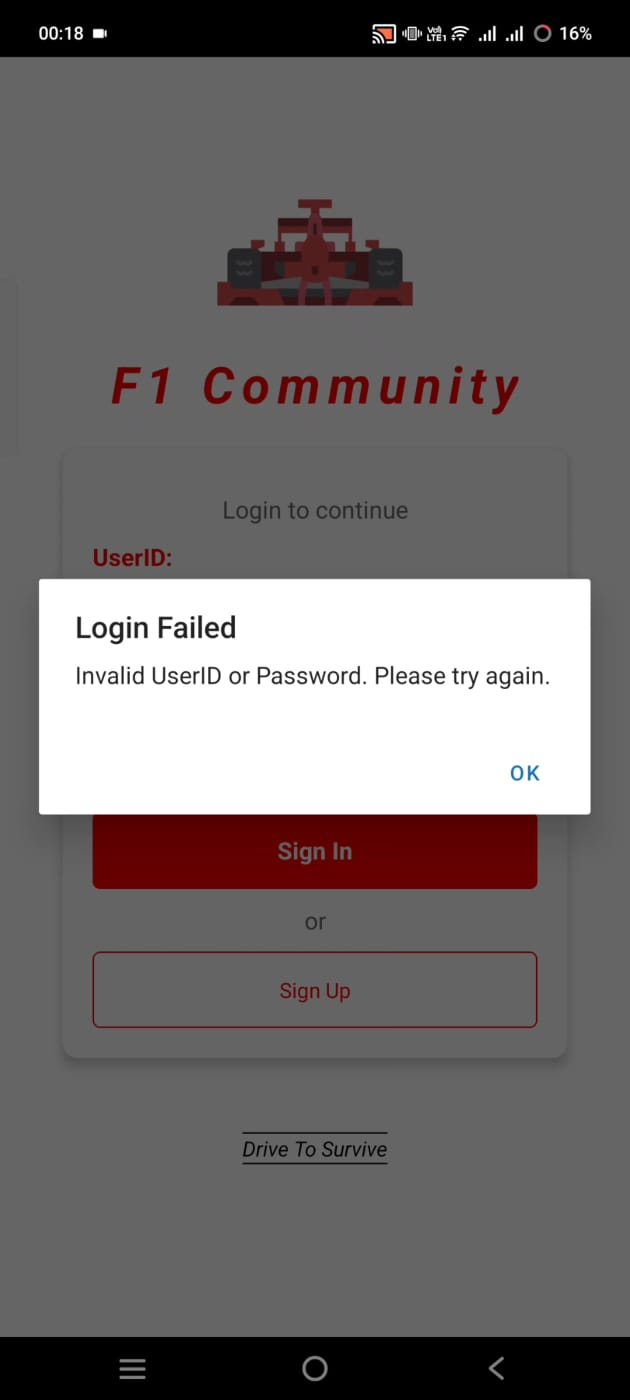 00:18 VoLTE1 16%
F1 Community
Login to continue
UserID:
Login Failed
Invalid UserID or Password. Please try again.
OK
Sign In
or
Sign Up
Drive To Survive